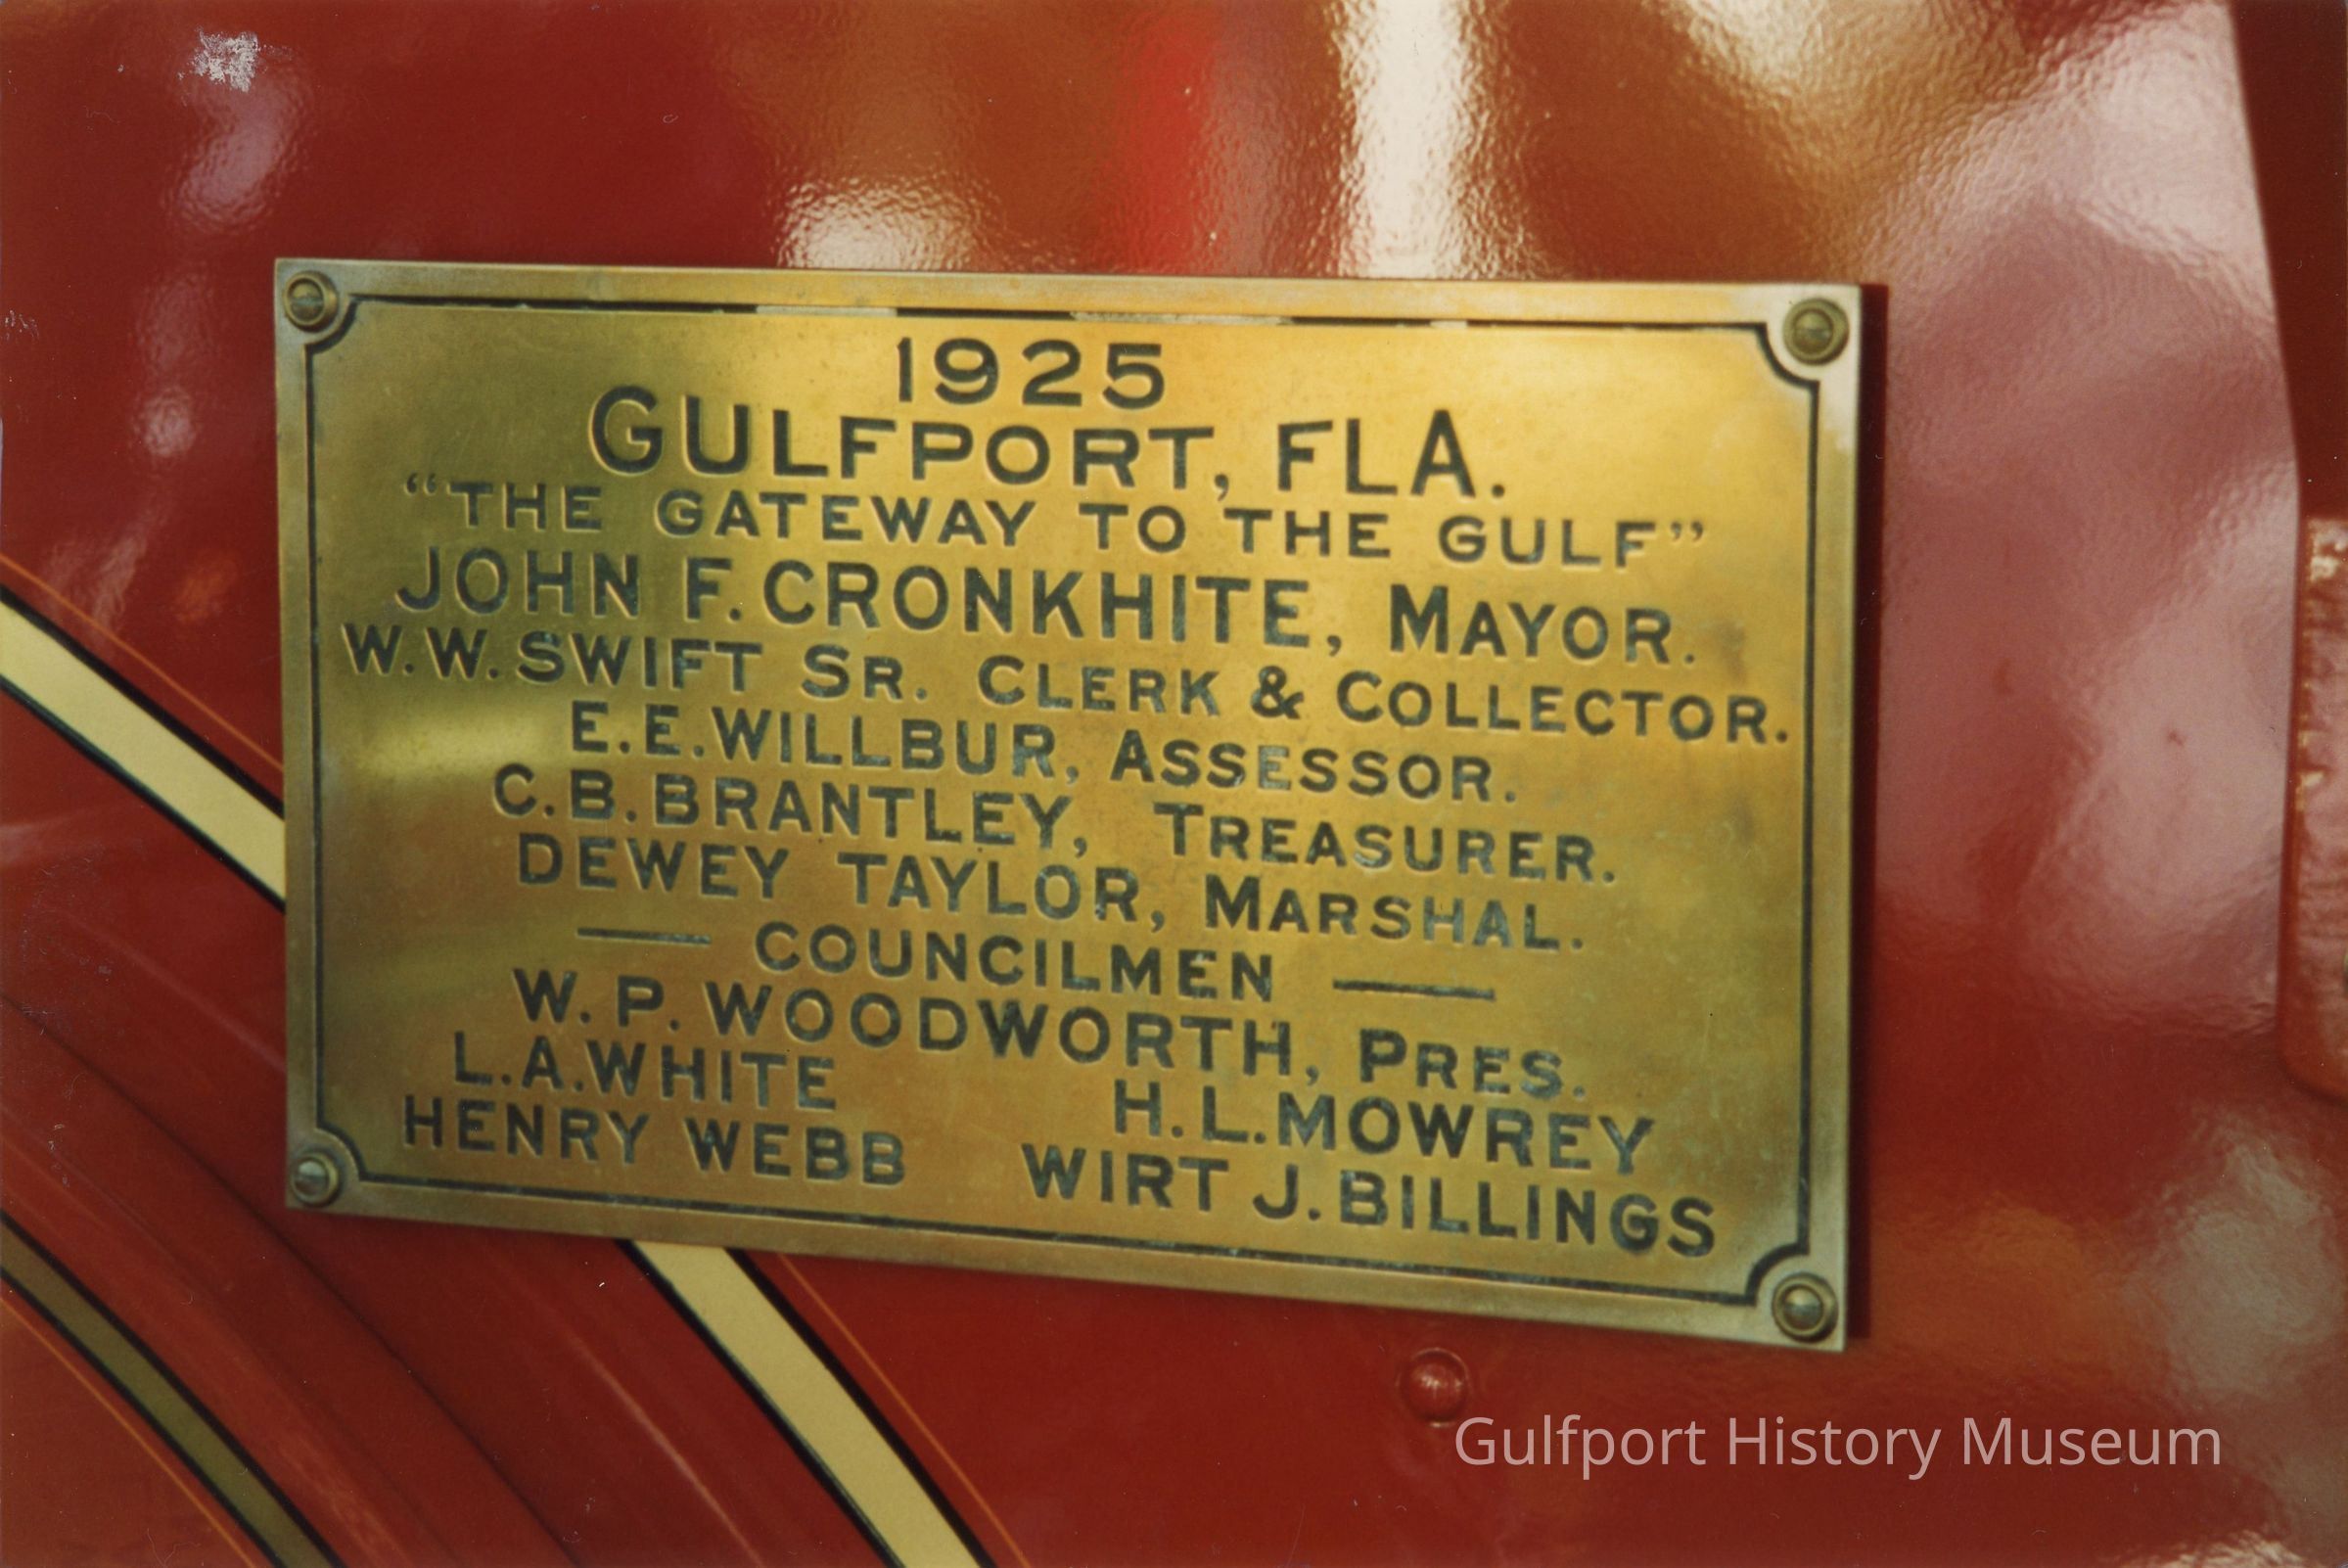 1925
GULFPORT, FLA.
“THE GATEWAY TO THE GULF”
JOHN F. CRONKHITE, MAYOR.
W. W. SWIFT SR. CLERK & COLLECTOR.
E. E. WILLBUR, ASSESSOR.
C. B. BRANTLEY, TREASURER.
DEWEY TAYLOR, MARSHAL.
— COUNCILMEN —
W. P. WOODWORTH, PRES.
L. A. WHITE H. L. MOWREY
HENRY WEBB WIRT J. BILLINGS
Gulfport History Museum